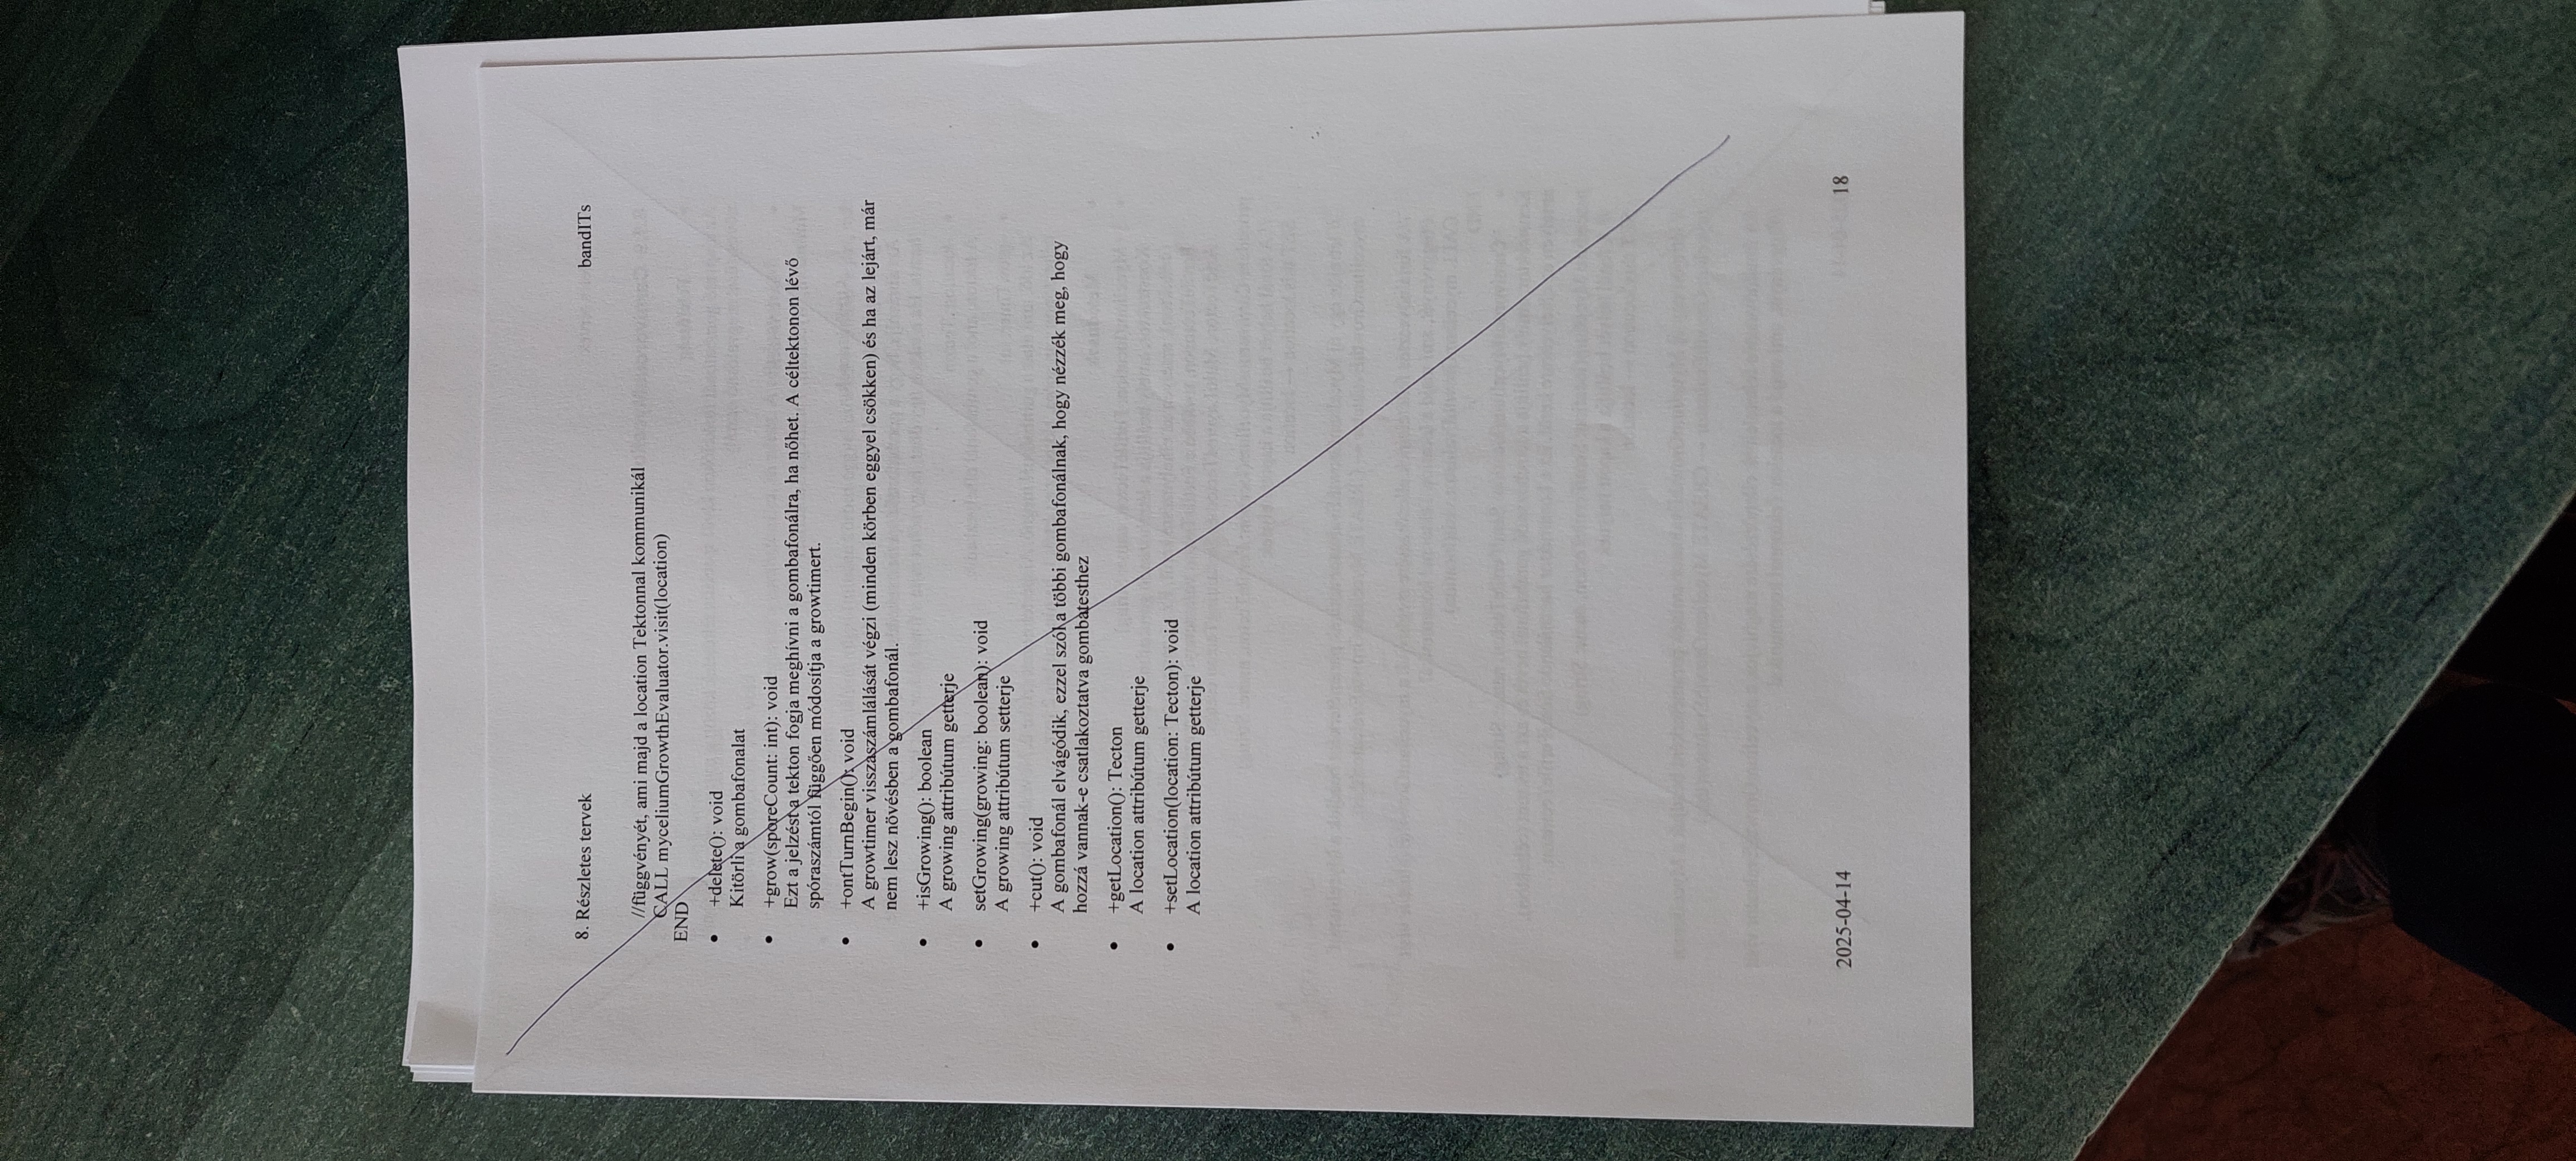 8. Részletes tervek bandITs
//függvényét, ami majd a location Tektonnal kommunikál
CALL myceliumGrowthEvaluator.visit(location)
END
• +delete(): void
Kitörli a gombafonalat
• +grow(sporeCount: int): void
Ezt a jelzést a tekton fogja meghívni a gombafonálra, ha nőhet. A céltektonon lévő
spóraszámtól függően módosítja a growtimert.
• +ontTurnBegin(): void
A growtimer visszaszámlálását végzi (minden körben eggyel csökken) és ha az lejárt, már
nem lesz növésben a gombafonál.
• +isGrowing(): boolean
A growing attribútum getterje
• setGrowing(growing: boolean): void
A growing attribútum setterje
• +cut(): void
A gombafonál elvágódik, ezzel szól a többi gombafonálnak, hogy nézzék meg, hogy
hozzá vannak-e csatlakoztatva gombatesthez
• +getLocation(): Tecton
A location attribútum getterje
• +setLocation(location: Tecton): void
A location attribútum getterje
2025-04-14 18